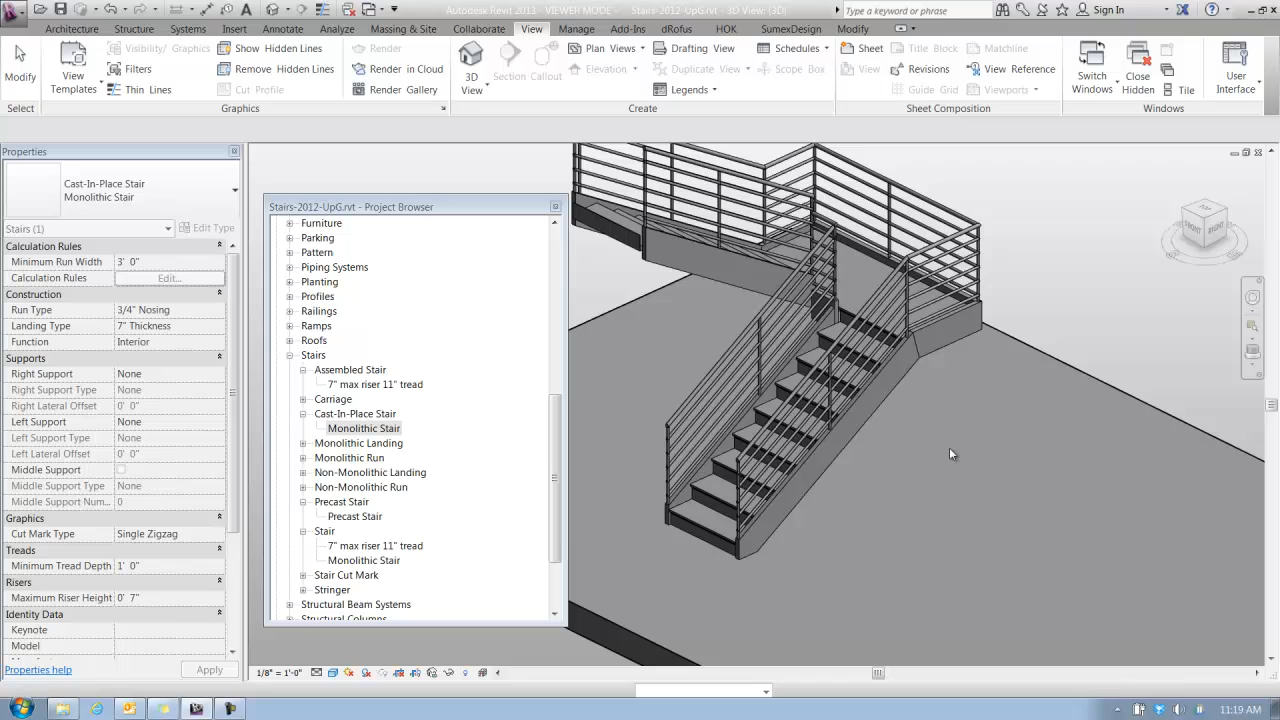 Autodesk Revit 2013 - VIEWER MODE - Stairs-2012-UpG.rvt - 3D View: {3D}
Type a keyword or phrase
Sign In
Architecture Structure Systems Insert Annotate Analyze Massing & Site Collaborate View Manage Add-Ins dRofus HOK SumexDesign Modify
Modify
View Templates
Visibility/ Graphics
Filters
Thin Lines
Show Hidden Lines
Remove Hidden Lines
Cut Profile
Render
Render in Cloud
Render Gallery
3D View
Section
Callout
Plan Views
Elevation
Drafting View
Duplicate View
Legends
Schedules
Scope Box
Sheet
View
Title Block
Revisions
Guide Grid
Matchline
View Reference
Viewports
Switch Windows
Close Hidden
Tile
User Interface
Select Graphics Create Sheet Composition Windows
Properties
Cast-In-Place Stair
Monolithic Stair
Stairs (1)
Edit Type
Calculation Rules
Minimum Run Width 3' 0"
Calculation Rules Edit...
Construction
Run Type 3/4" Nosing
Landing Type 7" Thickness
Function Interior
Supports
Right Support None
Right Support Type None
Right Lateral Offset 0' 0"
Left Support None
Left Support Type None
Left Lateral Offset 0' 0"
Middle Support
Middle Support Type None
Middle Support Num... 0
Graphics
Cut Mark Type Single Zigzag
Treads
Minimum Tread Depth 1' 0"
Risers
Maximum Riser Height 0' 7"
Identity Data
Keynote
Model
Properties help
Apply
Stairs-2012-UpG.rvt - Project Browser
Furniture
Parking
Pattern
Piping Systems
Planting
Profiles
Railings
Ramps
Roofs
Stairs
Assembled Stair
7" max riser 11" tread
Carriage
Cast-In-Place Stair
Monolithic Stair
Monolithic Landing
Monolithic Run
Non-Monolithic Landing
Non-Monolithic Run
Precast Stair
Precast Stair
Stair
7" max riser 11" tread
Monolithic Stair
Stair Cut Mark
Stringer
Structural Beam Systems
Structural Columns
TOP
FRONT
RIGHT
1/8" = 1'-0"
11:19 AM